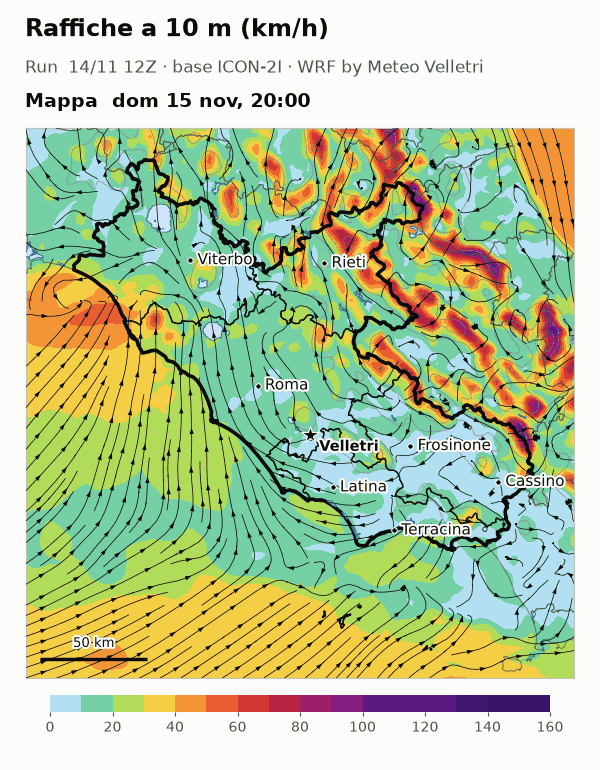 Raffiche a 10 m (km/h)
Run 14/11 12Z · base ICON-2I · WRF by Meteo Velletri
Mappa dom 15 nov, 20:00
Viterbo
Rieti
Roma
Velletri
Frosinone
Cassino
Latina
Terracina
50 km
0 20 40 60 80 100 120 140 160